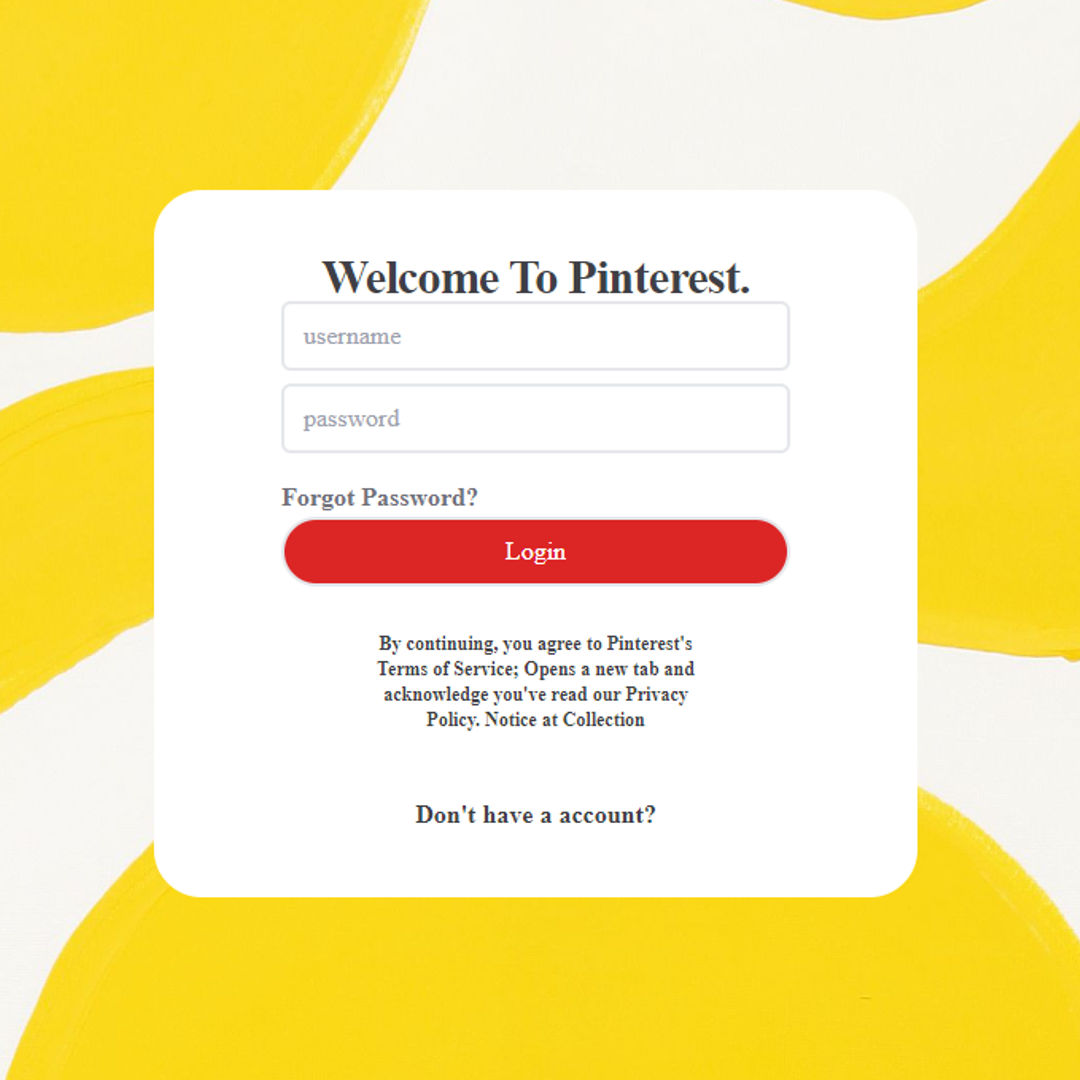 Welcome To Pinterest.
username
password
Forgot Password?
Login
By continuing, you agree to Pinterest's
Terms of Service; Opens a new tab and
acknowledge you've read our Privacy
Policy. Notice at Collection
Don't have a account?